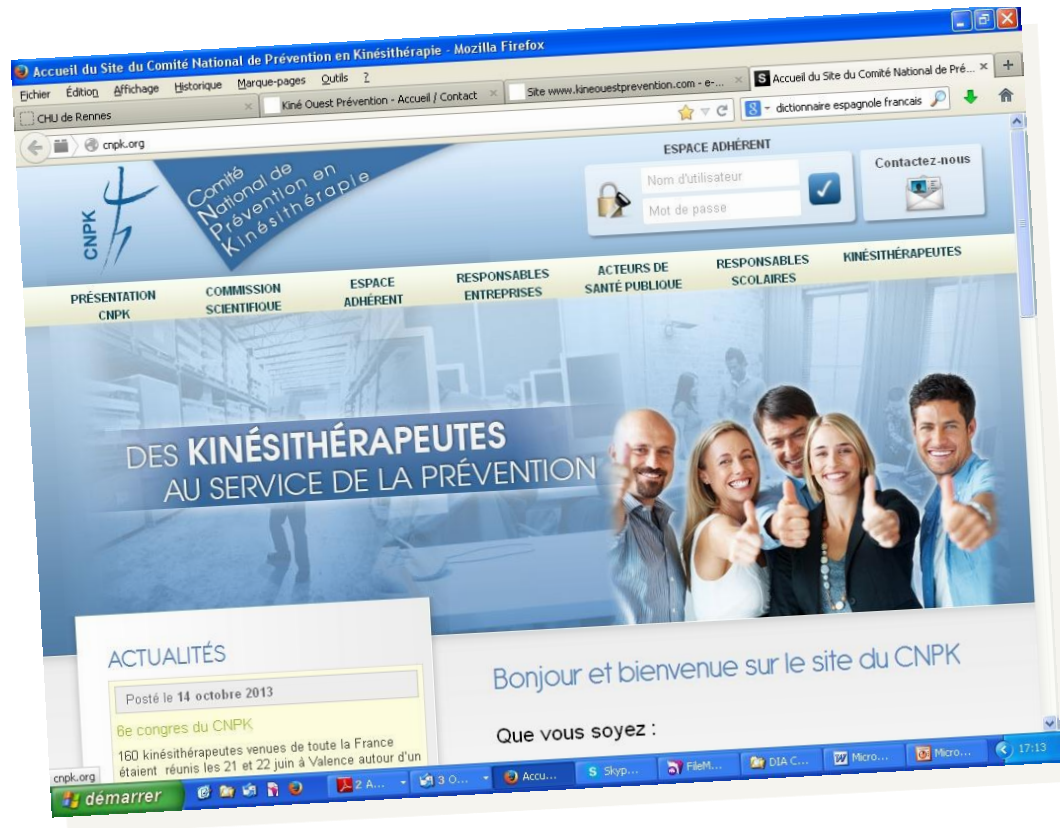 Accueil du Site du Comité National de Prévention en Kinésithérapie - Mozilla Firefox
Fichier Édition Affichage Historique Marque-pages Outils ?
CHU de Rennes
Kiné Ouest Prévention - Accueil / Contact
Site www.kineouestprevention.com - e-...
Accueil du Site du Comité National de Pré...
cnpk.org
dictionnaire espagnole francais
CNPK
Comité
National de
Prévention en
Kinésithérapie
ESPACE ADHÉRENT
Nom d'utilisateur
Mot de passe
Contactez-nous
PRÉSENTATION
CNPK
COMMISSION
SCIENTIFIQUE
ESPACE
ADHÉRENT
RESPONSABLES
ENTREPRISES
ACTEURS DE
SANTÉ PUBLIQUE
RESPONSABLES
SCOLAIRES
KINÉSITHÉRAPEUTES
DES KINÉSITHÉRAPEUTES
AU SERVICE DE LA PRÉVENTION
ACTUALITÉS
Posté le 14 octobre 2013
6e congres du CNPK
160 kinésithérapeutes venues de toute la France
étaient réunis les 21 et 22 juin à Valence autour d'un
Bonjour et bienvenue sur le site du CNPK
Que vous soyez :
cnpk.org
démarrer
2 A...
3 O...
Accu...
Skyp...
FileM...
DIA C...
Micro...
Micro...
17:13